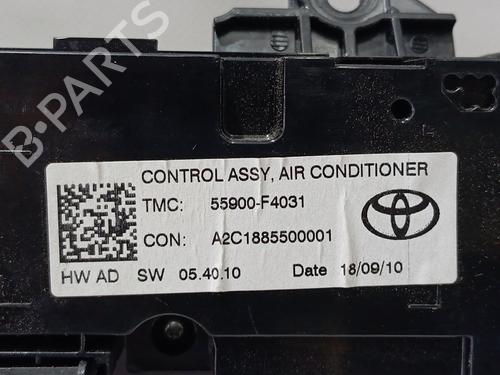 B-PARTS
CONTROL ASSY, AIR CONDITIONER
TMC: 55900-F4031
CON: A2C1885500001
HW AD SW 05.40.10 Date 18/09/10